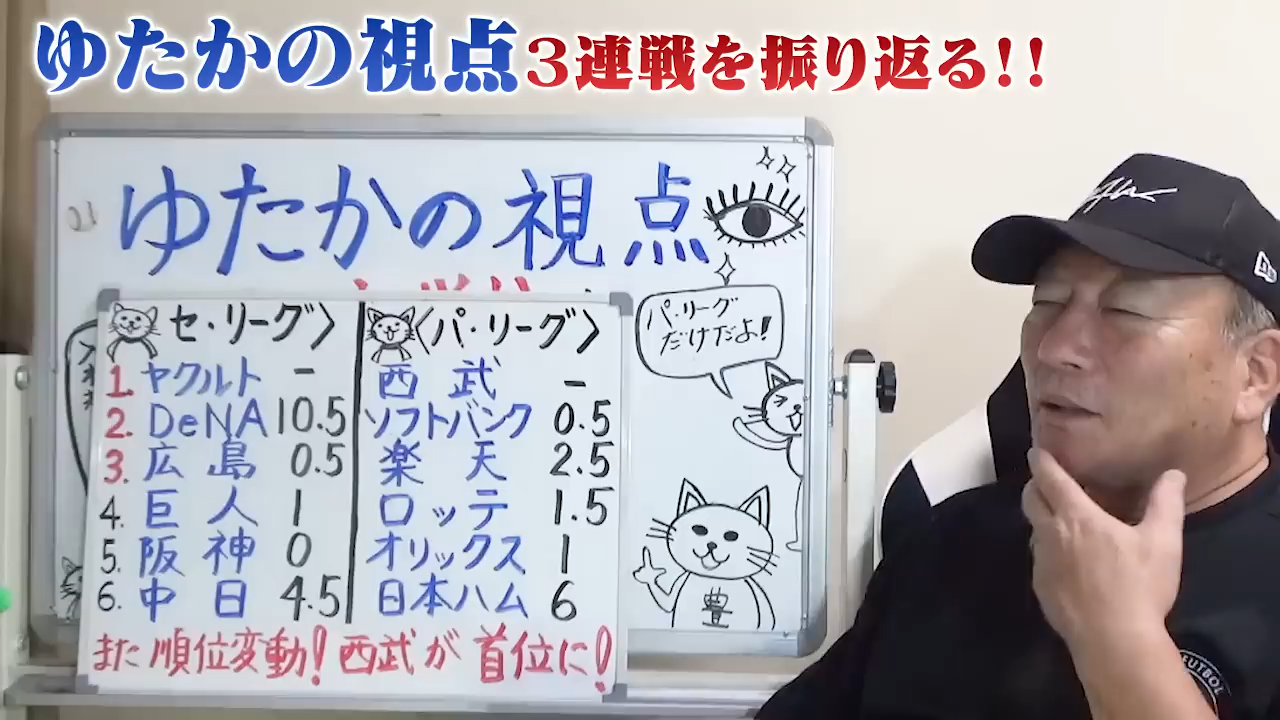 ゆたかの視点3連戦を振り返る!!
ゆたかの視点
パ・リーグ
だけだよ!
セ・リーグ〉
1. ヤクルト -
2. DeNA 10.5
3. 広島 0.5
4. 巨人 1
5. 阪神 0
6. 中日 4.5
〈パ・リーグ〉
西武 -
ソフトバンク 0.5
楽天 2.5
ロッテ 1.5
オリックス 1
日本ハム 6
また順位変動!西武が首位に!
豊
FUTBOL